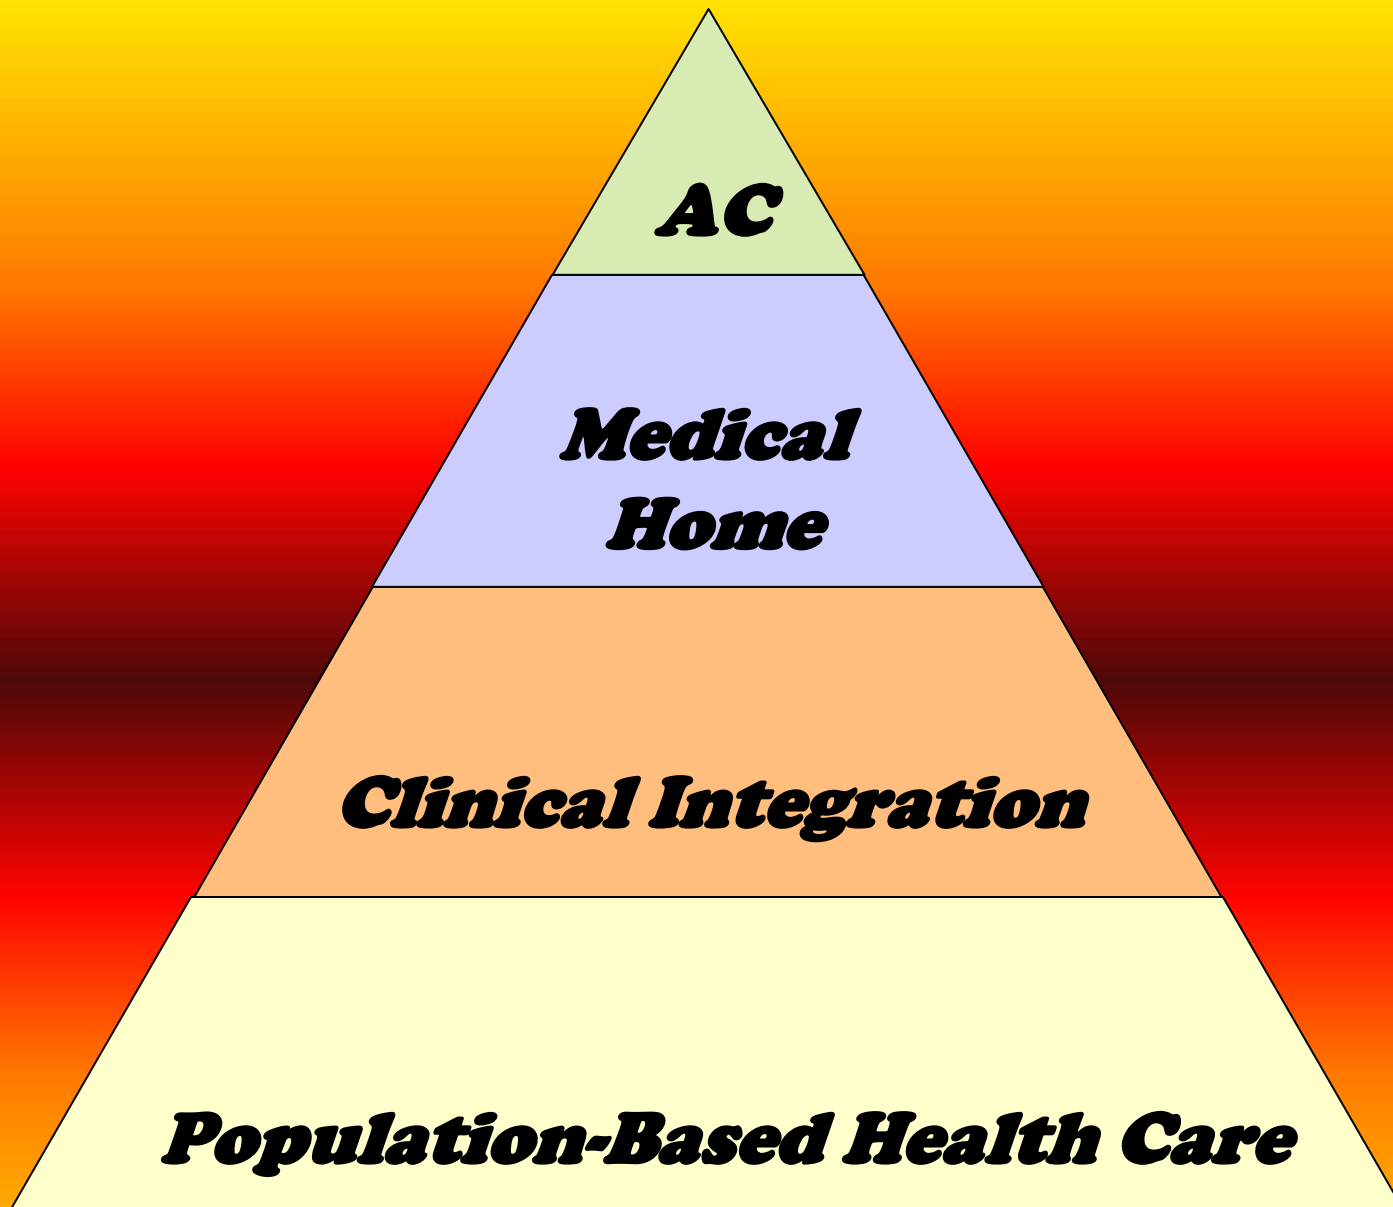 AC
Medical
Home
Clinical Integration
Population-Based Health Care